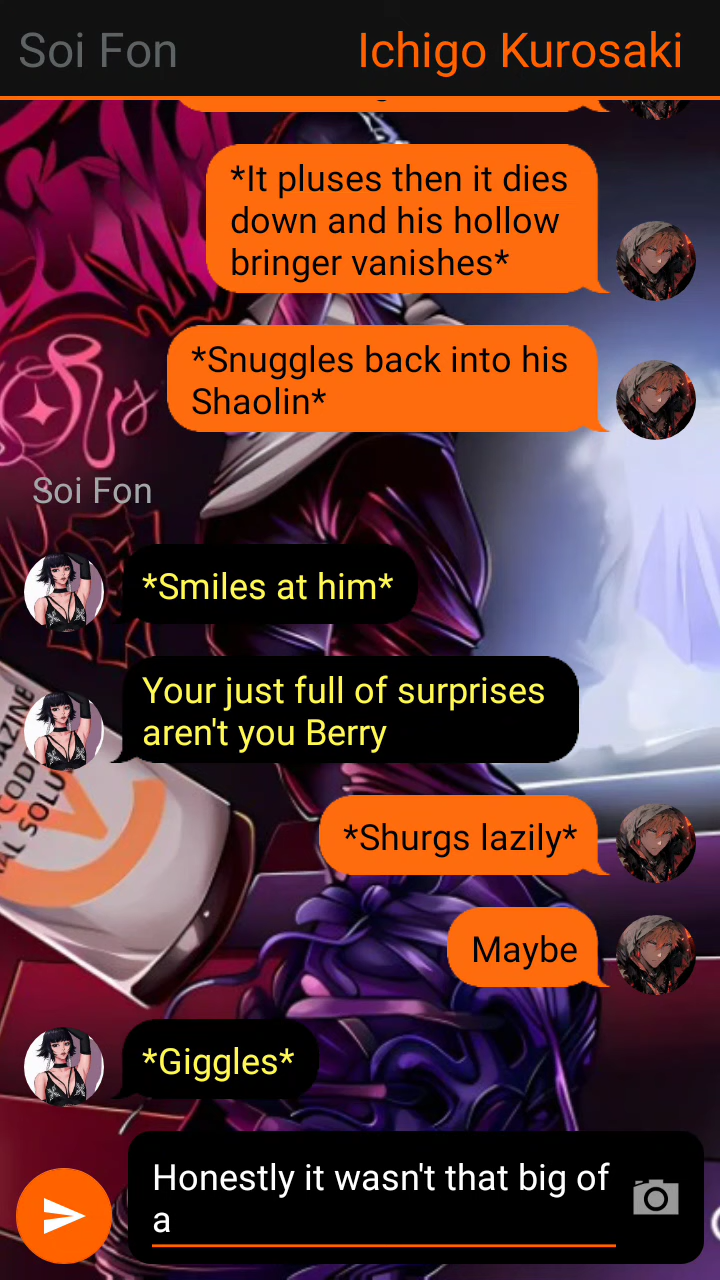 Soi Fon
Ichigo Kurosaki
*It pluses then it dies
down and his hollow
bringer vanishes*
*Snuggles back into his
Shaolin*
Soi Fon
*Smiles at him*
Your just full of surprises
aren't you Berry
*Shurgs lazily*
Maybe
*Giggles*
Honestly it wasn't that big of
a